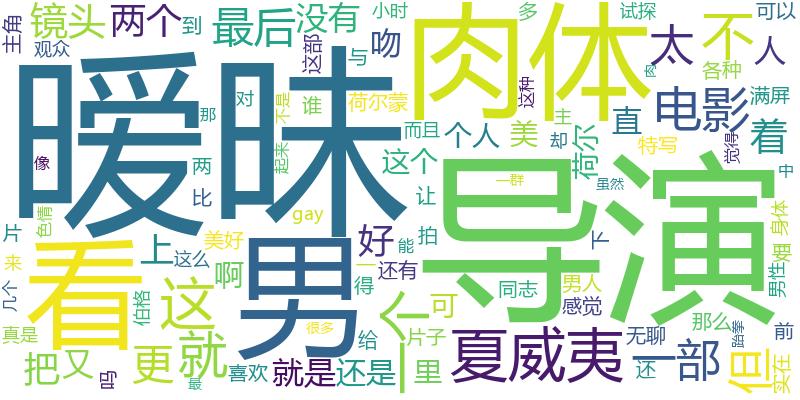 主角 镜头 两个 到 最后 没有 小时 多 试探 可以
观众 这部 吻 与 肉体 太 不 人
暧昧 那 对 不是 谁 荷尔蒙 这种 肉 各种 满屏
电影 着
像 两 起来 而且 个人 美 却 主 直 特写 觉得
比 这个 荷尔 中
色情 gay 让 导演 一群 虽然
片 看 上 美好 男 好 能 拍 下 身体
来 这么 啊 一 还有 得 个 可 同志 男人 感觉 那么 男性
几个 伯格 这 很多 给 片子 夏威夷 无聊 一部 跆拳 前
真是 把 又 吗 更 就 最 喜欢 就是 还是 里 还 但 实在